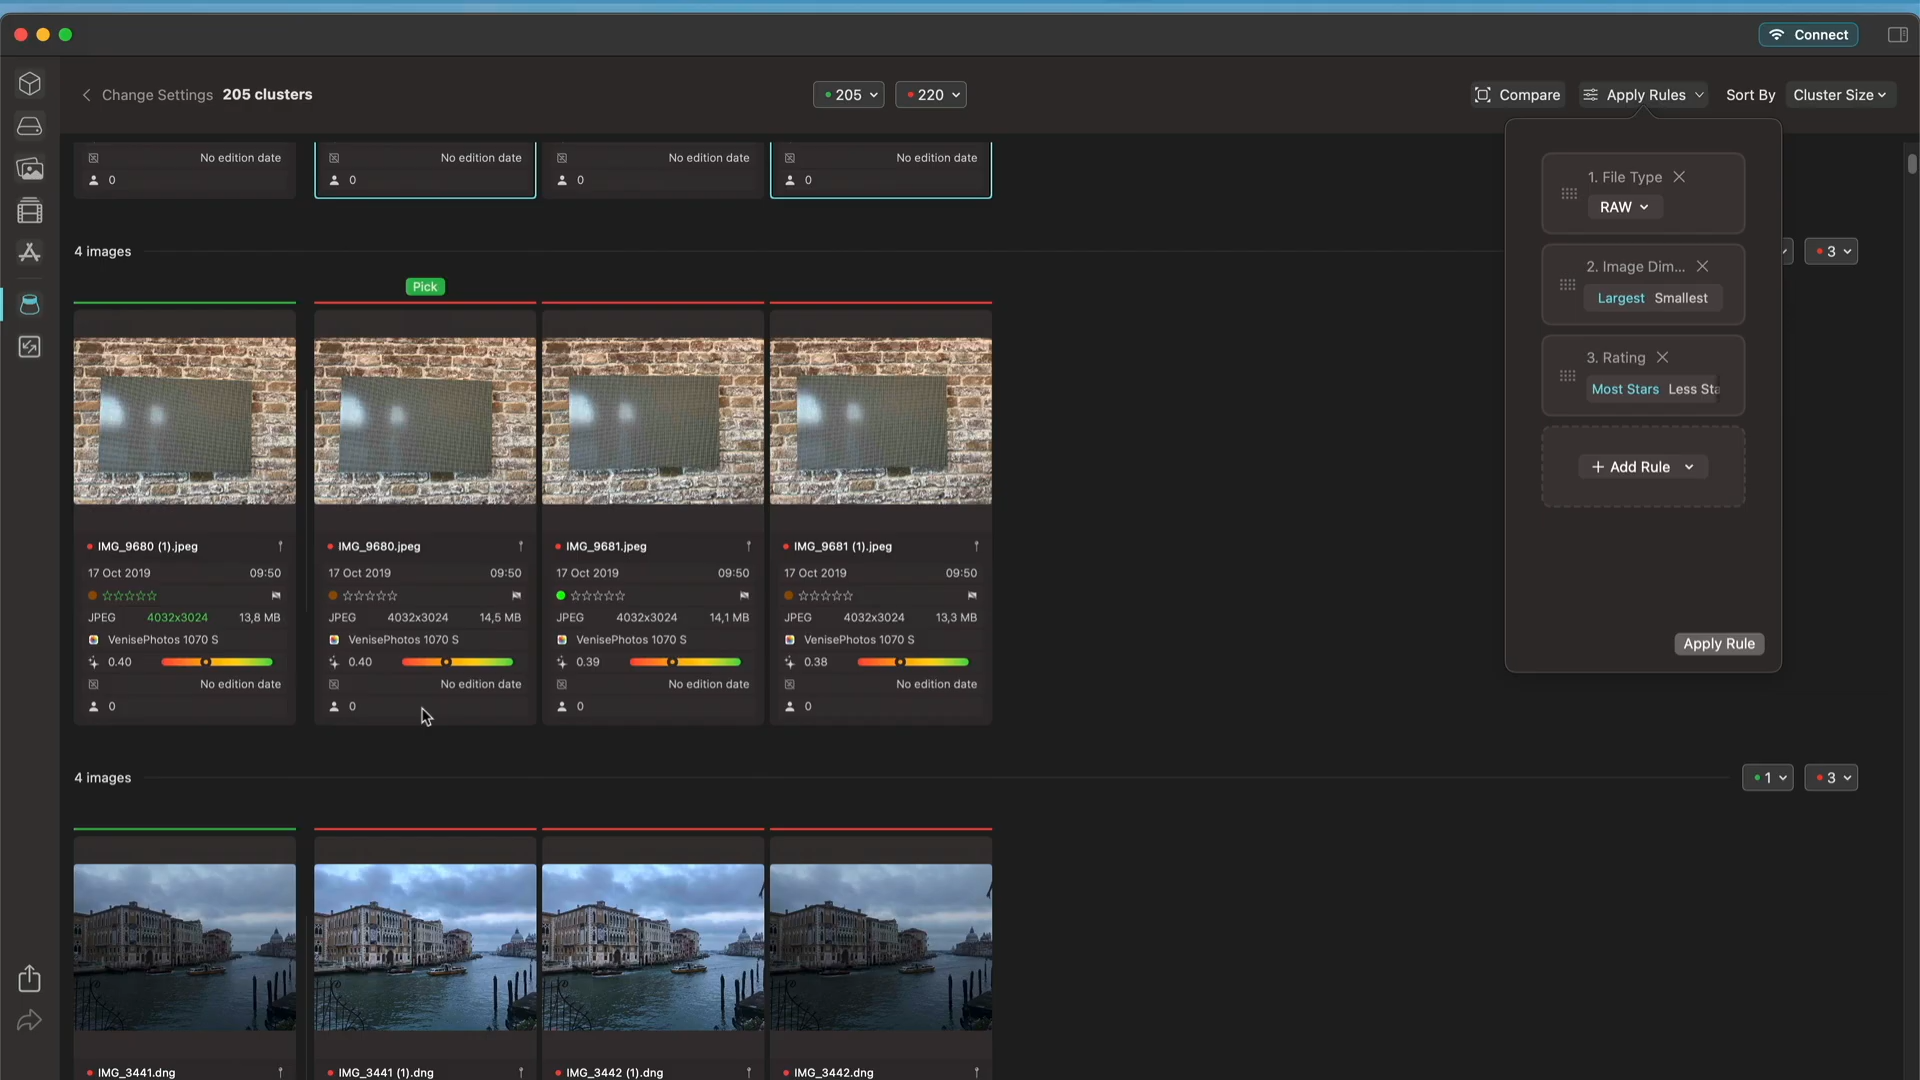 Connect
Change Settings 205 clusters
205
220
Compare
Apply Rules
Sort By
Cluster Size
No edition date
No edition date
No edition date
No edition date
0
0
0
0
1. File Type
RAW
2. Image Dim...
Largest Smallest
3. Rating
Most Stars Less Sta
+ Add Rule
Apply Rule
4 images
3
Pick
IMG_9680 (1).jpeg
17 Oct 2019 09:50
JPEG 4032x3024 13,8 MB
VenisePhotos 1070 S
0.40
No edition date
0
IMG_9680.jpeg
17 Oct 2019 09:50
JPEG 4032x3024 14,5 MB
VenisePhotos 1070 S
0.40
No edition date
0
IMG_9681.jpeg
17 Oct 2019 09:50
JPEG 4032x3024 14,1 MB
VenisePhotos 1070 S
0.39
No edition date
0
IMG_9681 (1).jpeg
17 Oct 2019 09:50
JPEG 4032x3024 13,3 MB
VenisePhotos 1070 S
0.38
No edition date
0
4 images
1
3
IMG_3441.dng
IMG_3441 (1).dng
IMG_3442 (1).dng
IMG_3442.dng